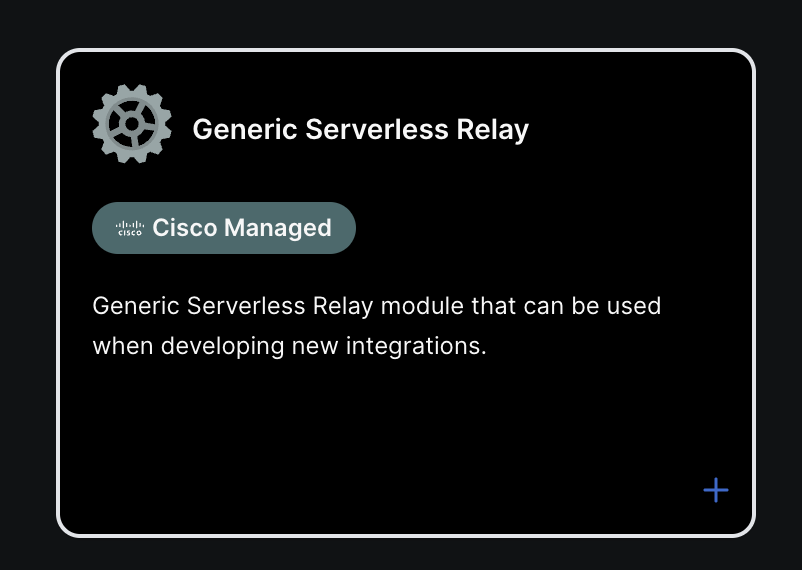 Generic Serverless Relay
CISCO Cisco Managed
Generic Serverless Relay module that can be used
when developing new integrations.